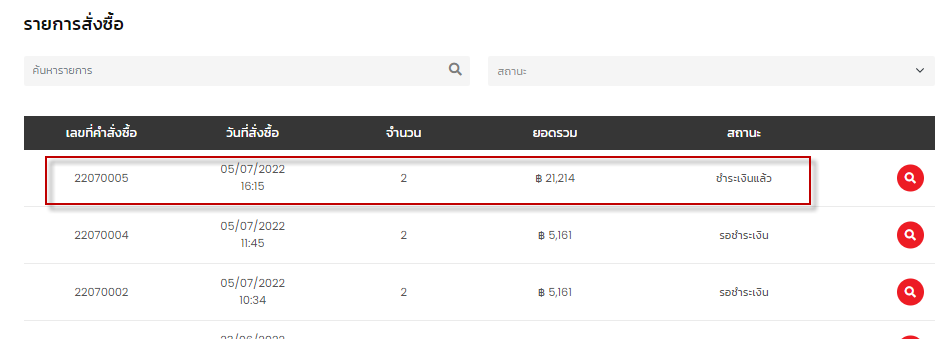 รายการสั่งซื้อ
ค้นหารายการ สถานะ
เลขที่คำสั่งซื้อ วันที่สั่งซื้อ จำนวน ยอดรวม สถานะ
22070005 05/07/2022 16:15 2 ฿ 21,214 ชำระเงินแล้ว
22070004 05/07/2022 11:45 2 ฿ 5,161 รอชำระเงิน
22070002 05/07/2022 10:34 2 ฿ 5,161 รอชำระเงิน